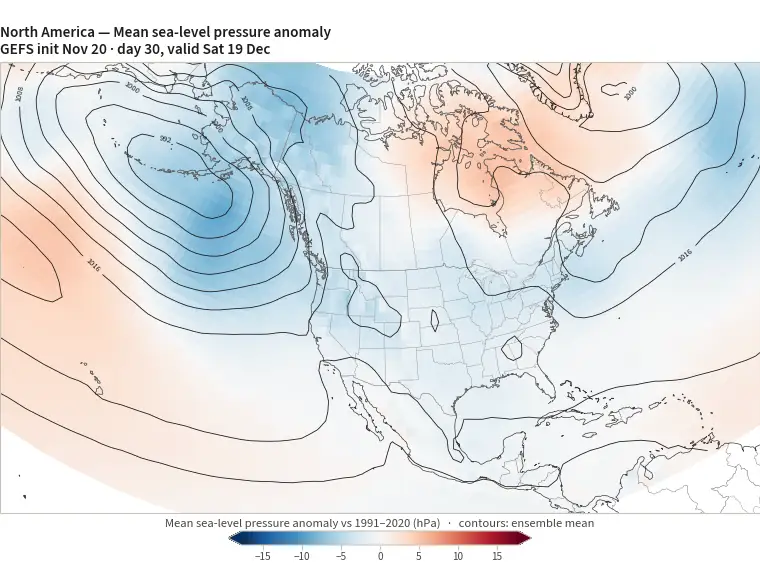 North America — Mean sea-level pressure anomaly
GEFS init Nov 20 · day 30, valid Sat 19 Dec
1008
1000
1008
1000
992
1000
1016
1016
Mean sea-level pressure anomaly vs 1991–2020 (hPa) · contours: ensemble mean
−15 −10 −5 0 5 10 15